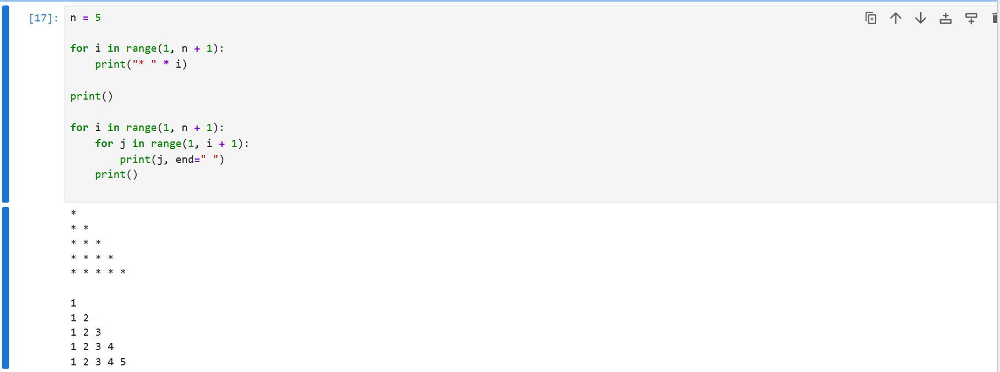 [17]: n = 5
for i in range(1, n + 1):
    print("* " * i)
print()
for i in range(1, n + 1):
    for j in range(1, i + 1):
        print(j, end=" ")
    print()
*
* *
* * *
* * * *
* * * * *
1
1 2
1 2 3
1 2 3 4
1 2 3 4 5